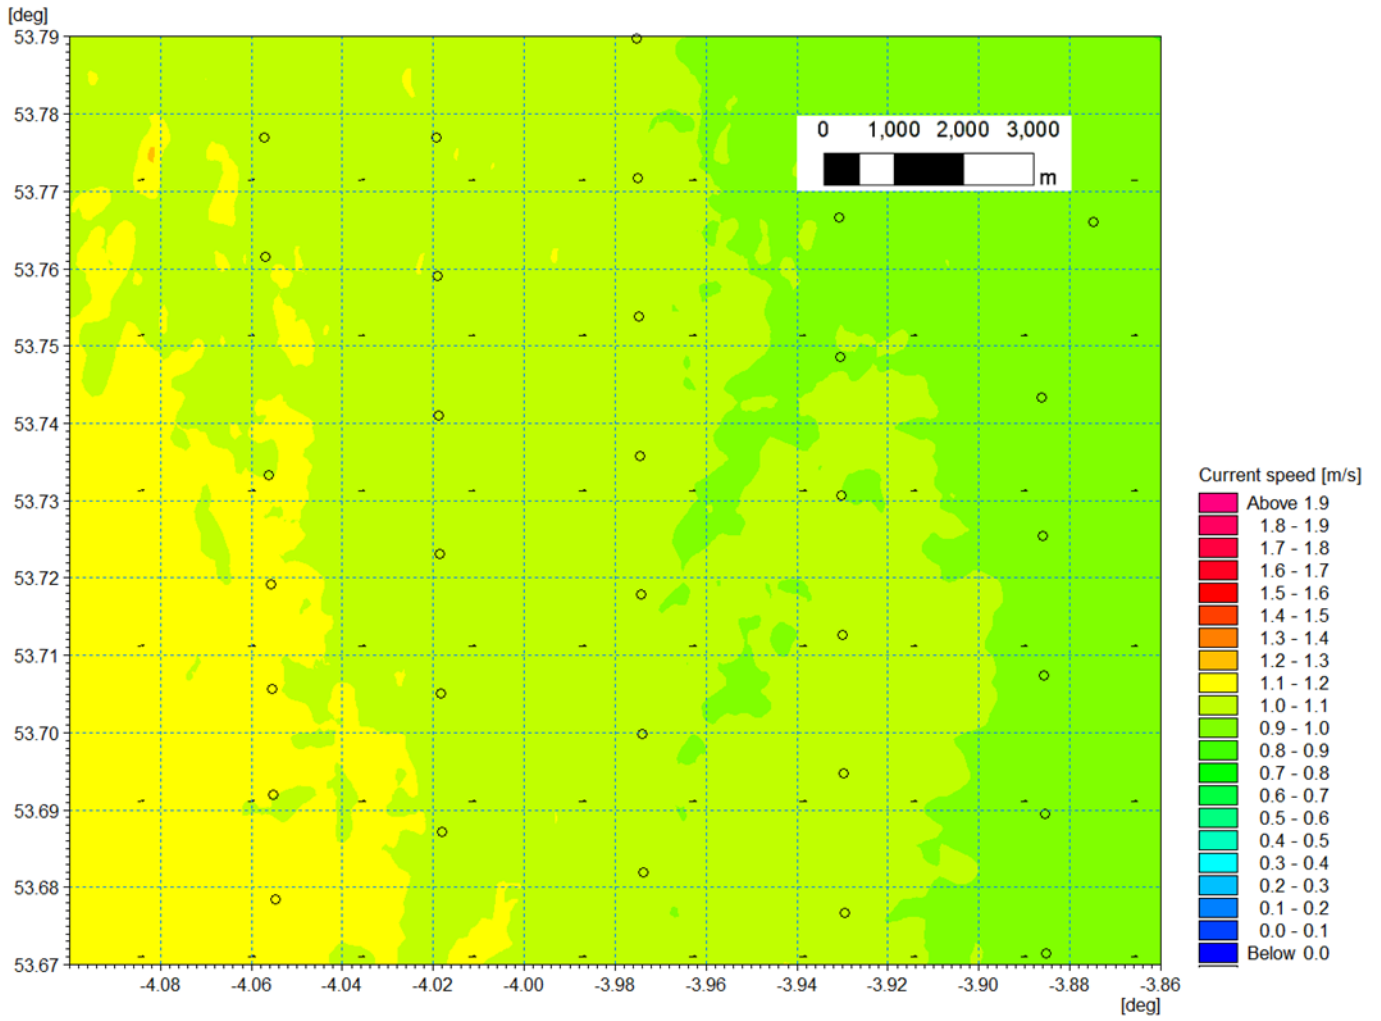 [deg]
53.79
53.78
53.77
53.76
53.75
53.74
53.73
53.72
53.71
53.70
53.69
53.68
53.67
0 1,000 2,000 3,000
m
-4.08 -4.06 -4.04 -4.02 -4.00 -3.98 -3.96 -3.94 -3.92 -3.90 -3.88 -3.86
[deg]
Current speed [m/s]
Above 1.9
1.8 - 1.9
1.7 - 1.8
1.6 - 1.7
1.5 - 1.6
1.4 - 1.5
1.3 - 1.4
1.2 - 1.3
1.1 - 1.2
1.0 - 1.1
0.9 - 1.0
0.8 - 0.9
0.7 - 0.8
0.6 - 0.7
0.5 - 0.6
0.4 - 0.5
0.3 - 0.4
0.2 - 0.3
0.1 - 0.2
0.0 - 0.1
Below 0.0